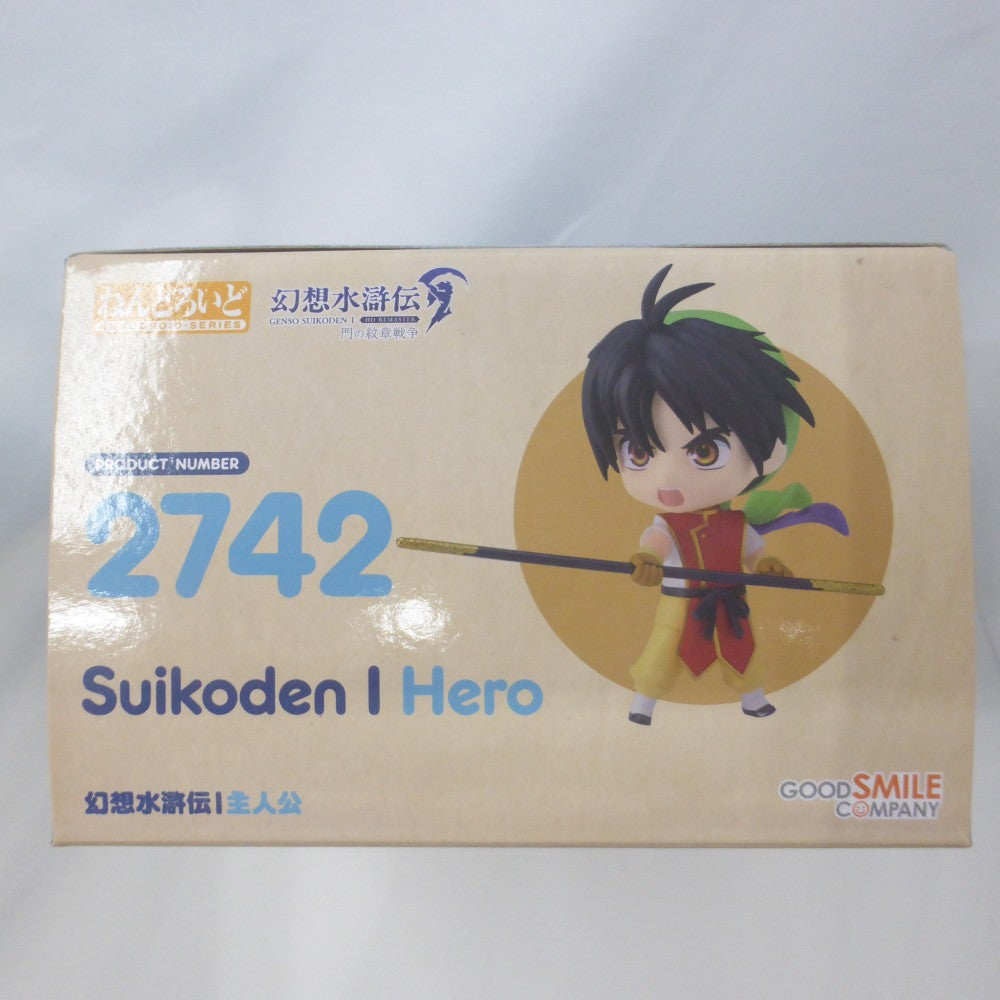 ねんどろいど
NENDOROID•SERIES
幻想水滸伝
GENSO SUIKODEN I HD REMASTER
門の紋章戦争
PRODUCT NUMBER
2742
Suikoden I Hero
幻想水滸伝I主人公
GOOD SMILE
COMPANY